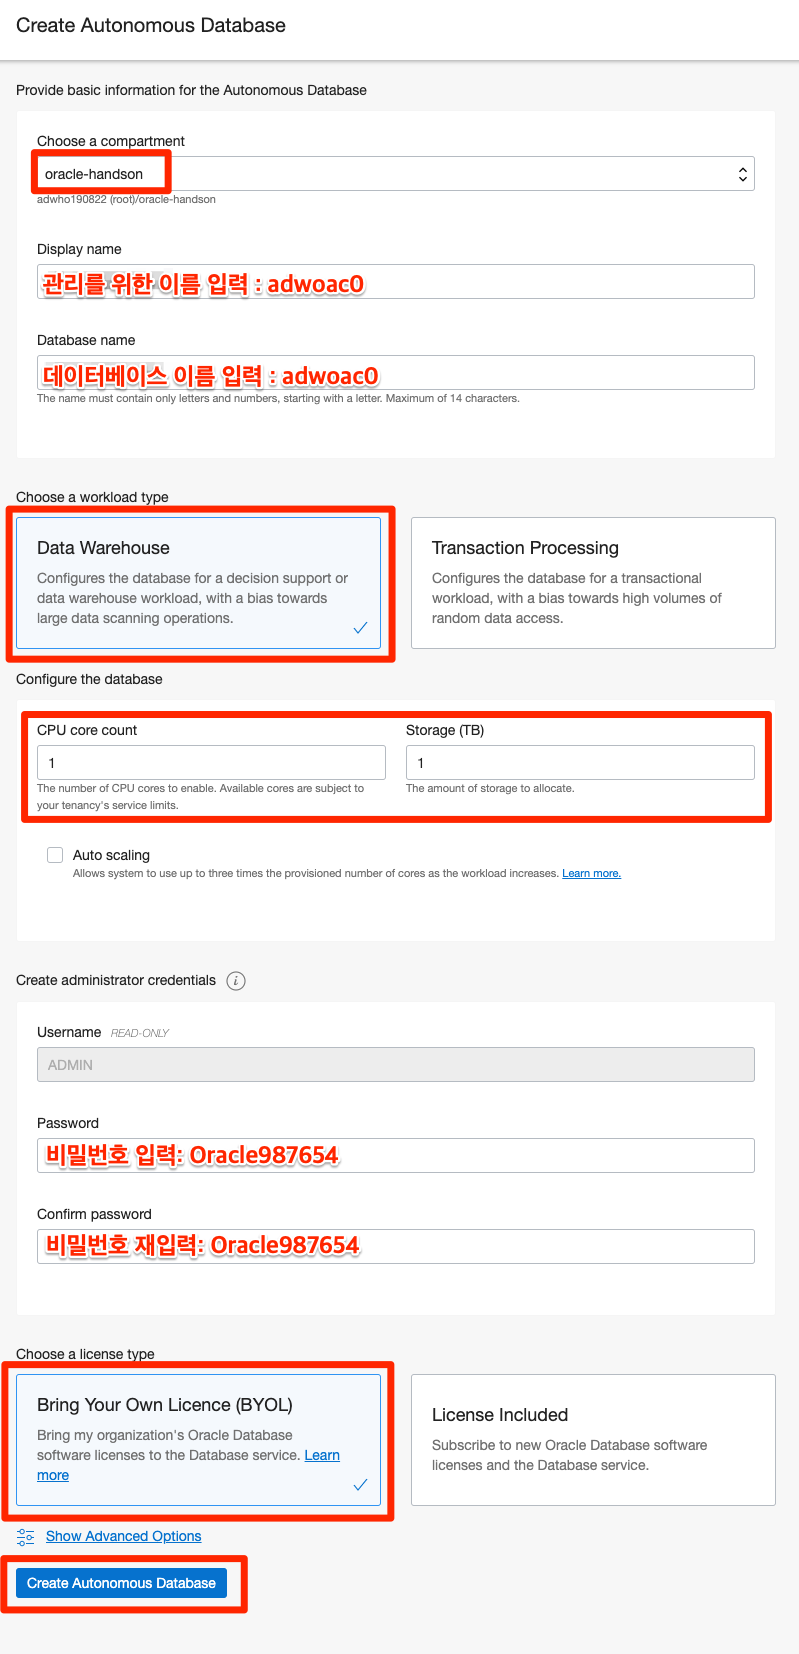 Create Autonomous Database
Provide basic information for the Autonomous Database
Choose a compartment
oracle-handson
adwho190822 (root)/oracle-handson
Display name
관리를 위한 이름 입력 : adwoac0
Database name
데이터베이스 이름 입력 : adwoac0
The name must contain only letters and numbers, starting with a letter. Maximum of 14 characters.
Choose a workload type
Data Warehouse
Configures the database for a decision support or
data warehouse workload, with a bias towards
large data scanning operations.
Transaction Processing
Configures the database for a transactional
workload, with a bias towards high volumes of
random data access.
Configure the database
CPU core count
1
The number of CPU cores to enable. Available cores are subject to
your tenancy's service limits.
Storage (TB)
1
The amount of storage to allocate.
Auto scaling
Allows system to use up to three times the provisioned number of cores as the workload increases. Learn more.
Create administrator credentials i
Username READ-ONLY
ADMIN
Password
비밀번호 입력: Oracle987654
Confirm password
비밀번호 재입력: Oracle987654
Choose a license type
Bring Your Own Licence (BYOL)
Bring my organization's Oracle Database
software licenses to the Database service. Learn
more
License Included
Subscribe to new Oracle Database software
licenses and the Database service.
Show Advanced Options
Create Autonomous Database